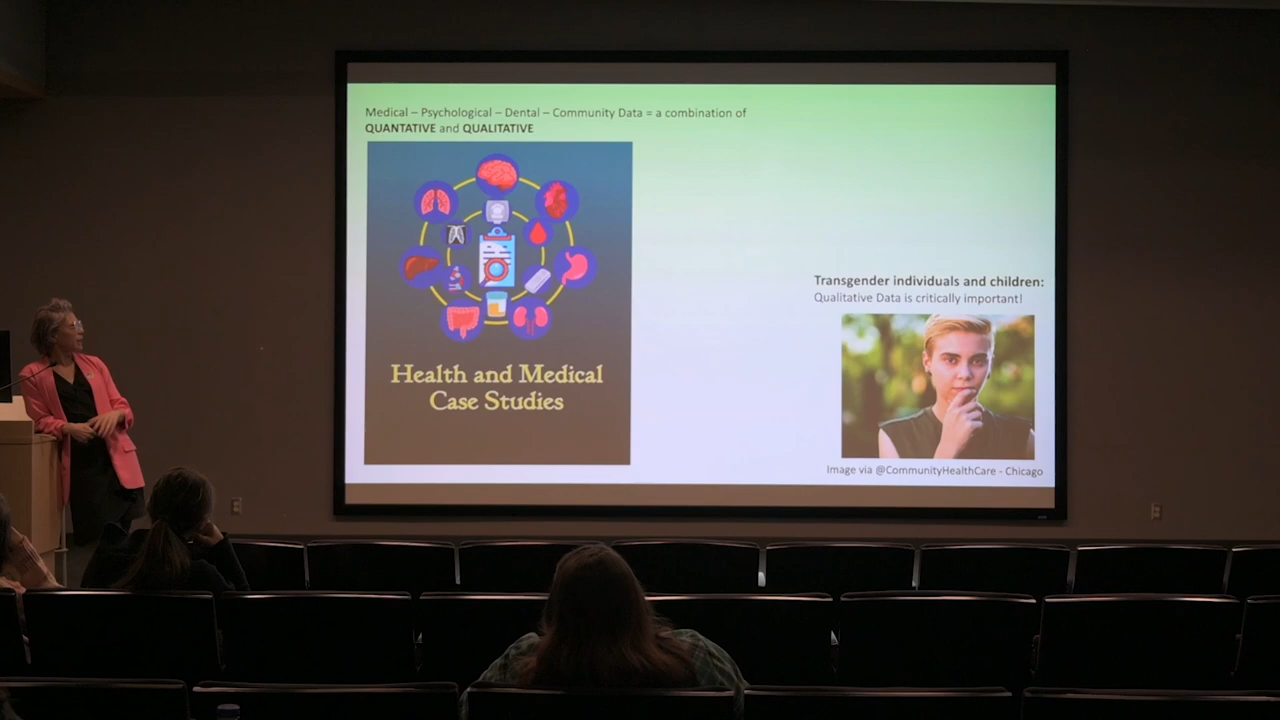 Medical – Psychological – Dental – Community Data = a combination of
QUANTATIVE and QUALITATIVE
Health and Medical
Case Studies
Transgender individuals and children:
Qualitative Data is critically important!
Image via @CommunityHealthCare - Chicago